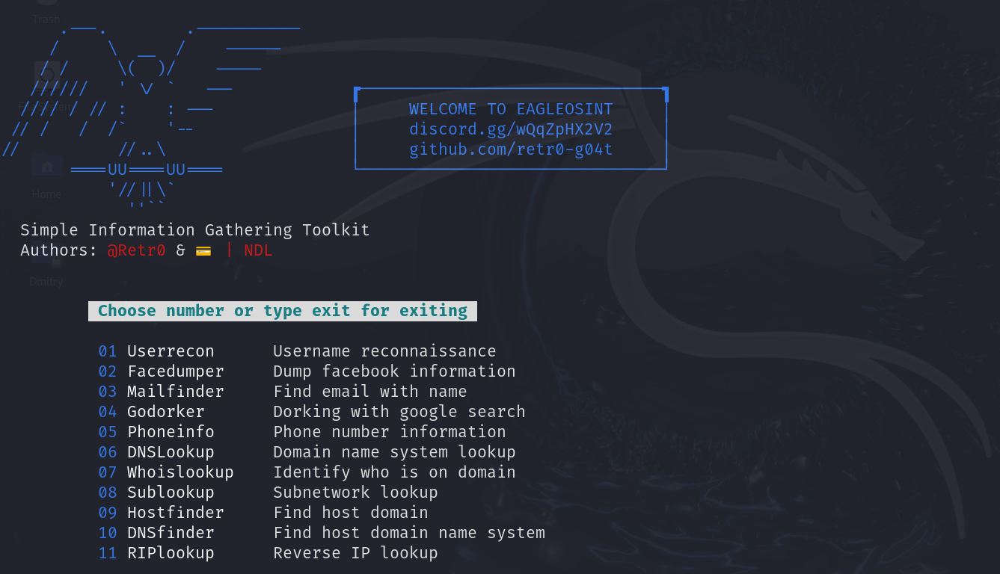 Trash
WELCOME TO EAGLEOSINT
discord.gg/wQqZpHX2V2
github.com/retr0-g04t
Home
Simple Information Gathering Toolkit
Authors: @Retr0 & 💳 | NDL
Dmitry
Choose number or type exit for exiting
01 Userrecon Username reconnaissance
02 Facedumper Dump facebook information
03 Mailfinder Find email with name
04 Godorker Dorking with google search
05 Phoneinfo Phone number information
06 DNSLookup Domain name system lookup
07 Whoislookup Identify who is on domain
08 Sublookup Subnetwork lookup
09 Hostfinder Find host domain
10 DNSfinder Find host domain name system
11 RIPlookup Reverse IP lookup